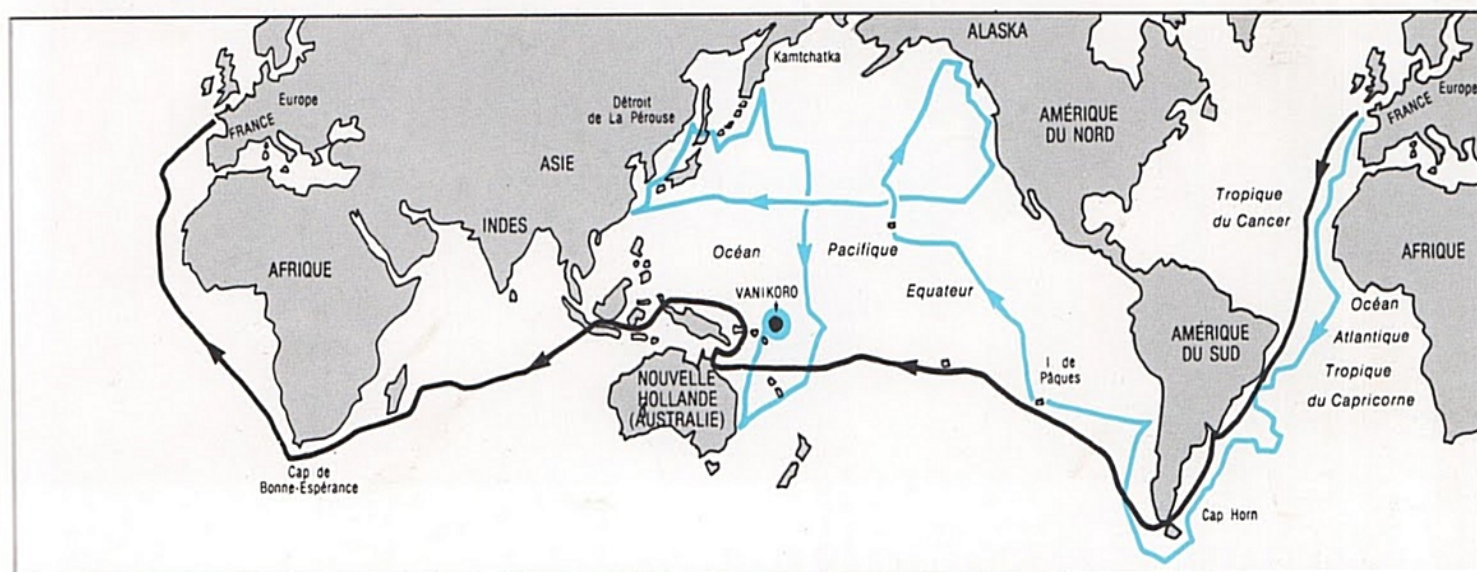 ALASKA
Kamtchatka
Europe
FRANCE
Détroit
de La Pérouse
ASIE
AMÉRIQUE
DU NORD
FRANCE
Europe
Tropique
du Cancer
INDES
AFRIQUE
Océan
Pacifique
AFRIQUE
VANIKORO
Equateur
Océan
Atlantique
AMÉRIQUE
DU SUD
I. de
Pâques
Tropique
du Capricorne
NOUVELLE
HOLLANDE
(AUSTRALIE)
Cap de
Bonne-Espérance
Cap Horn